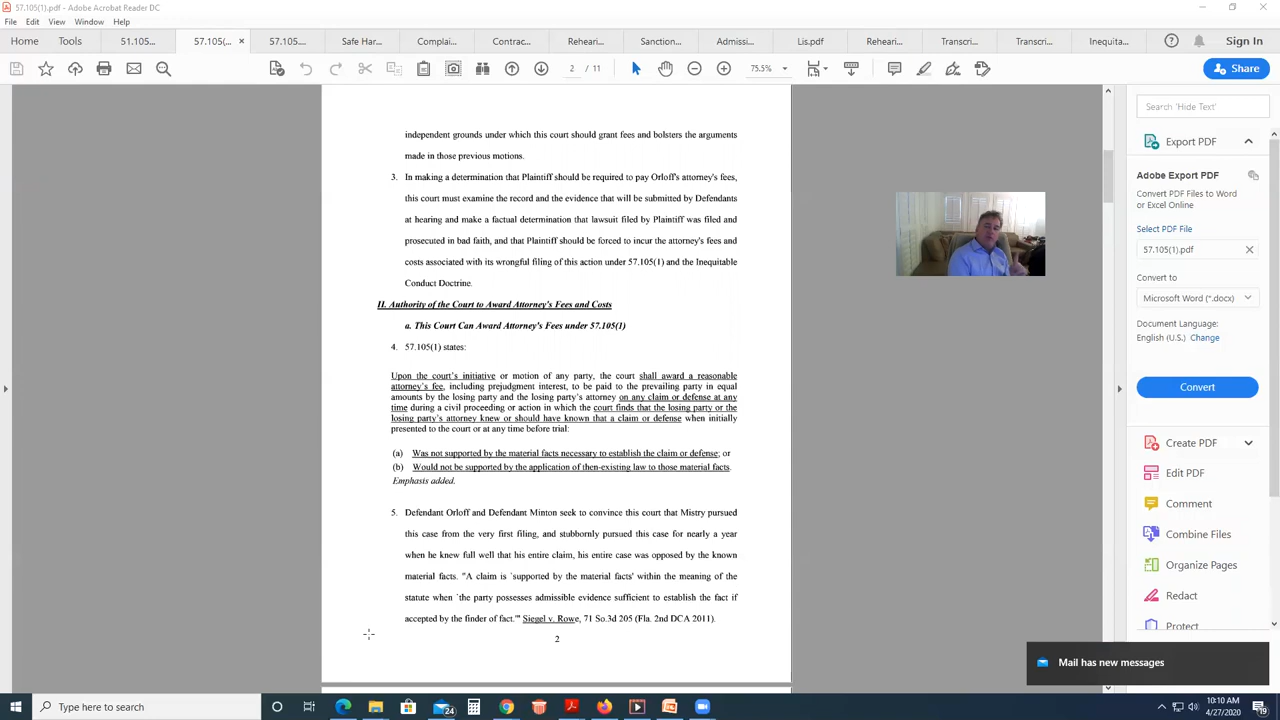 57.105(1).pdf - Adobe Acrobat Reader DC
File Edit View Window Help
Home Tools 51.105... 57.105(... × 57.105... Safe Har... Complai... Contrac... Reheari... Sanction... Admissi... Lis.pdf Reheari... Transcri... Transcri... Inequita... Sign In
2 / 11 75.5% Share
independent grounds under which this court should grant fees and bolsters the arguments
made in those previous motions.
3. In making a determination that Plaintiff should be required to pay Orloff's attorney's fees,
this court must examine the record and the evidence that will be submitted by Defendants
at hearing and make a factual determination that lawsuit filed by Plaintiff was filed and
prosecuted in bad faith, and that Plaintiff should be forced to incur the attorney's fees and
costs associated with its wrongful filing of this action under 57.105(1) and the Inequitable
Conduct Doctrine.
II. Authority of the Court to Award Attorney's Fees and Costs
a. This Court Can Award Attorney's Fees under 57.105(1)
4. 57.105(1) states:
Upon the court's initiative or motion of any party, the court shall award a reasonable
attorney's fee, including prejudgment interest, to be paid to the prevailing party in equal
amounts by the losing party and the losing party's attorney on any claim or defense at any
time during a civil proceeding or action in which the court finds that the losing party or the
losing party's attorney knew or should have known that a claim or defense when initially
presented to the court or at any time before trial:
(a) Was not supported by the material facts necessary to establish the claim or defense; or
(b) Would not be supported by the application of then-existing law to those material facts.
Emphasis added.
5. Defendant Orloff and Defendant Minton seek to convince this court that Mistry pursued
this case from the very first filing, and stubbornly pursued this case for nearly a year
when he knew full well that his entire claim, his entire case was opposed by the known
material facts. "A claim is `supported by the material facts' within the meaning of the
statute when `the party possesses admissible evidence sufficient to establish the fact if
accepted by the finder of fact.'" Siegel v. Rowe, 71 So.3d 205 (Fla. 2nd DCA 2011).
2
Search 'Hide Text'
Export PDF
Adobe Export PDF
Convert PDF Files to Word
or Excel Online
Select PDF File
57.105(1).pdf
Convert to
Microsoft Word (*.docx)
Document Language:
English (U.S.) Change
Convert
Create PDF
Edit PDF
Comment
Combine Files
Organize Pages
Redact
Protect
Mail has new messages
Type here to search
24
10:10 AM
4/27/2020
19